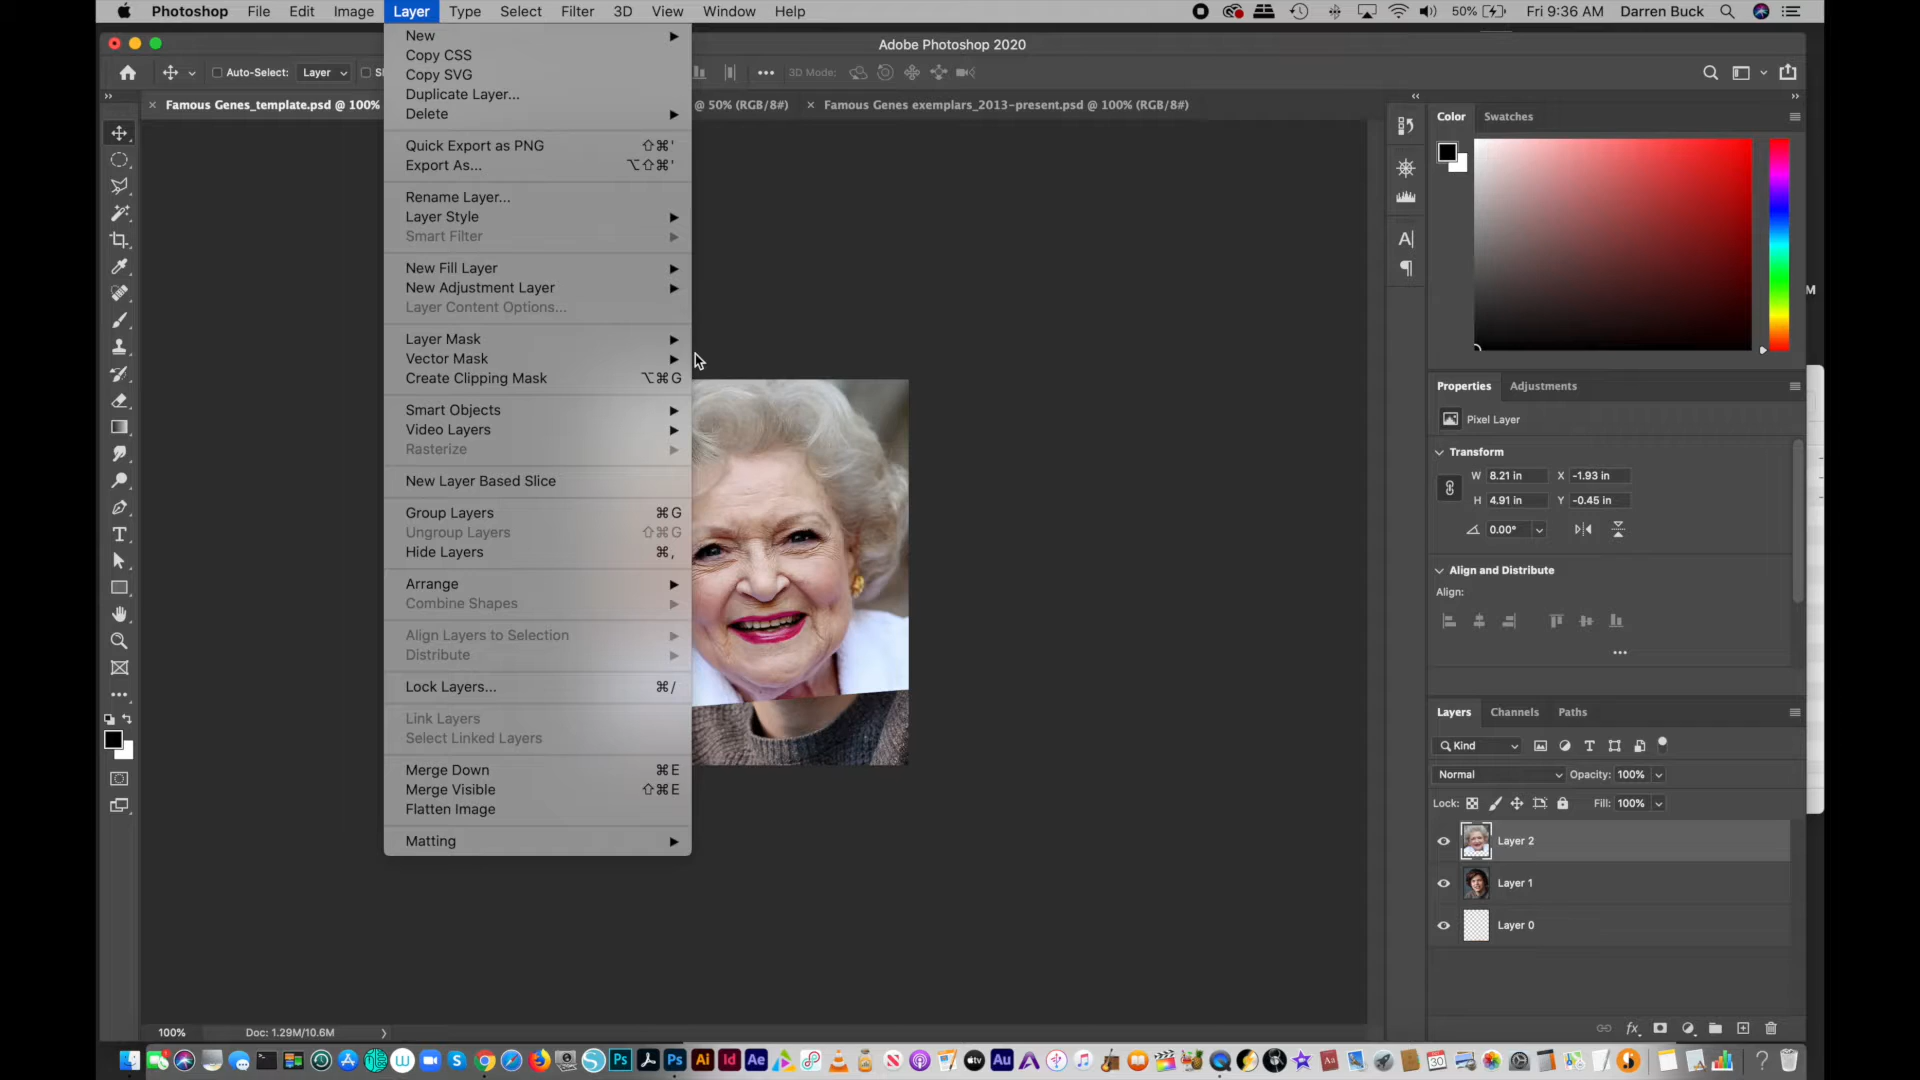 Photoshop File Edit Image Layer Type Select Filter 3D View Window Help 50% Fri 9:36 AM Darren Buck
Adobe Photoshop 2020
Auto-Select: Layer 3D Mode:
Famous Genes_template.psd @ 100% @ 50% (RGB/8#) Famous Genes exemplars_2013-present.psd @ 100% (RGB/8#)
New
Copy CSS
Copy SVG
Duplicate Layer...
Delete
Quick Export as PNG ⇧⌘'
Export As... ⌥⇧⌘'
Rename Layer...
Layer Style
Smart Filter
New Fill Layer
New Adjustment Layer
Layer Content Options...
Layer Mask
Vector Mask
Create Clipping Mask ⌥⌘G
Smart Objects
Video Layers
Rasterize
New Layer Based Slice
Group Layers ⌘G
Ungroup Layers ⇧⌘G
Hide Layers ⌘,
Arrange
Combine Shapes
Align Layers to Selection
Distribute
Lock Layers... ⌘/
Link Layers
Select Linked Layers
Merge Down ⌘E
Merge Visible ⇧⌘E
Flatten Image
Matting
Color Swatches
Properties Adjustments
Pixel Layer
Transform
W 8.21 in X -1.93 in
H 4.91 in Y -0.45 in
0.00°
Align and Distribute
Align:
Layers Channels Paths
Kind
Normal Opacity: 100%
Lock: Fill: 100%
Layer 2
Layer 1
Layer 0
fx
100% Doc: 1.29M/10.6M
Ps Ps Ai Id Ae Au